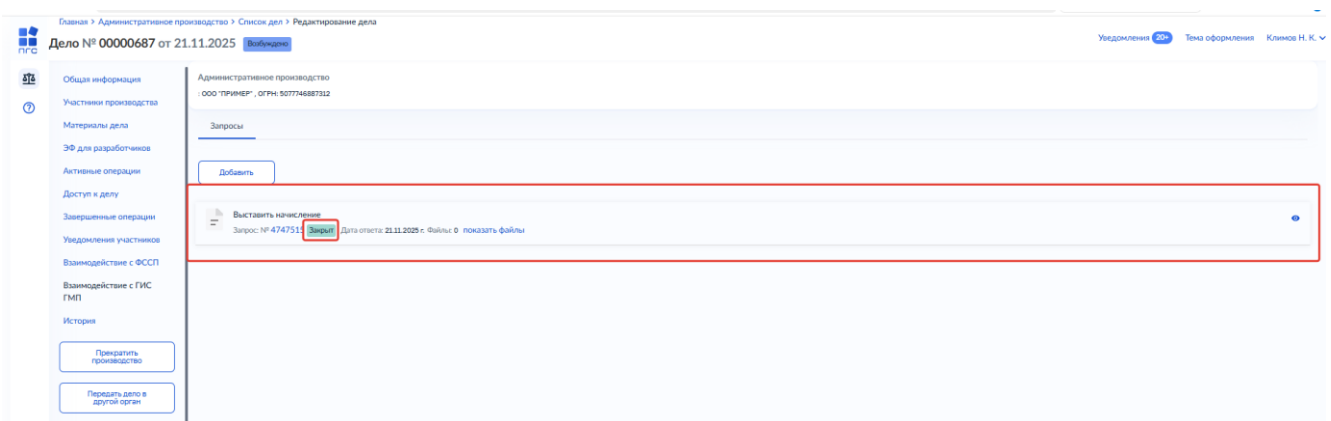 Главная > Административное производство > Список дел > Редактирование дела
пгс
Дело № 00000687 от 21.11.2025 Возбуждено
Уведомления 20+ Тема оформления Климов Н. К.
Общая информация
Участники производства
Материалы дела
ЭФ для разработчиков
Активные операции
Доступ к делу
Завершенные операции
Уведомления участников
Взаимодействие с ФССП
Взаимодействие с ГИС
ГМП
История
Прекратить
производство
Передать дело в
другой орган
Административное производство
: ООО "ПРИМЕР" , ОГРН: 5077746887312
Запросы
Добавить
Выставить начисление
Запрос: № 4747515 Закрыт Дата ответа: 21.11.2025 г. Файлы: 0 показать файлы